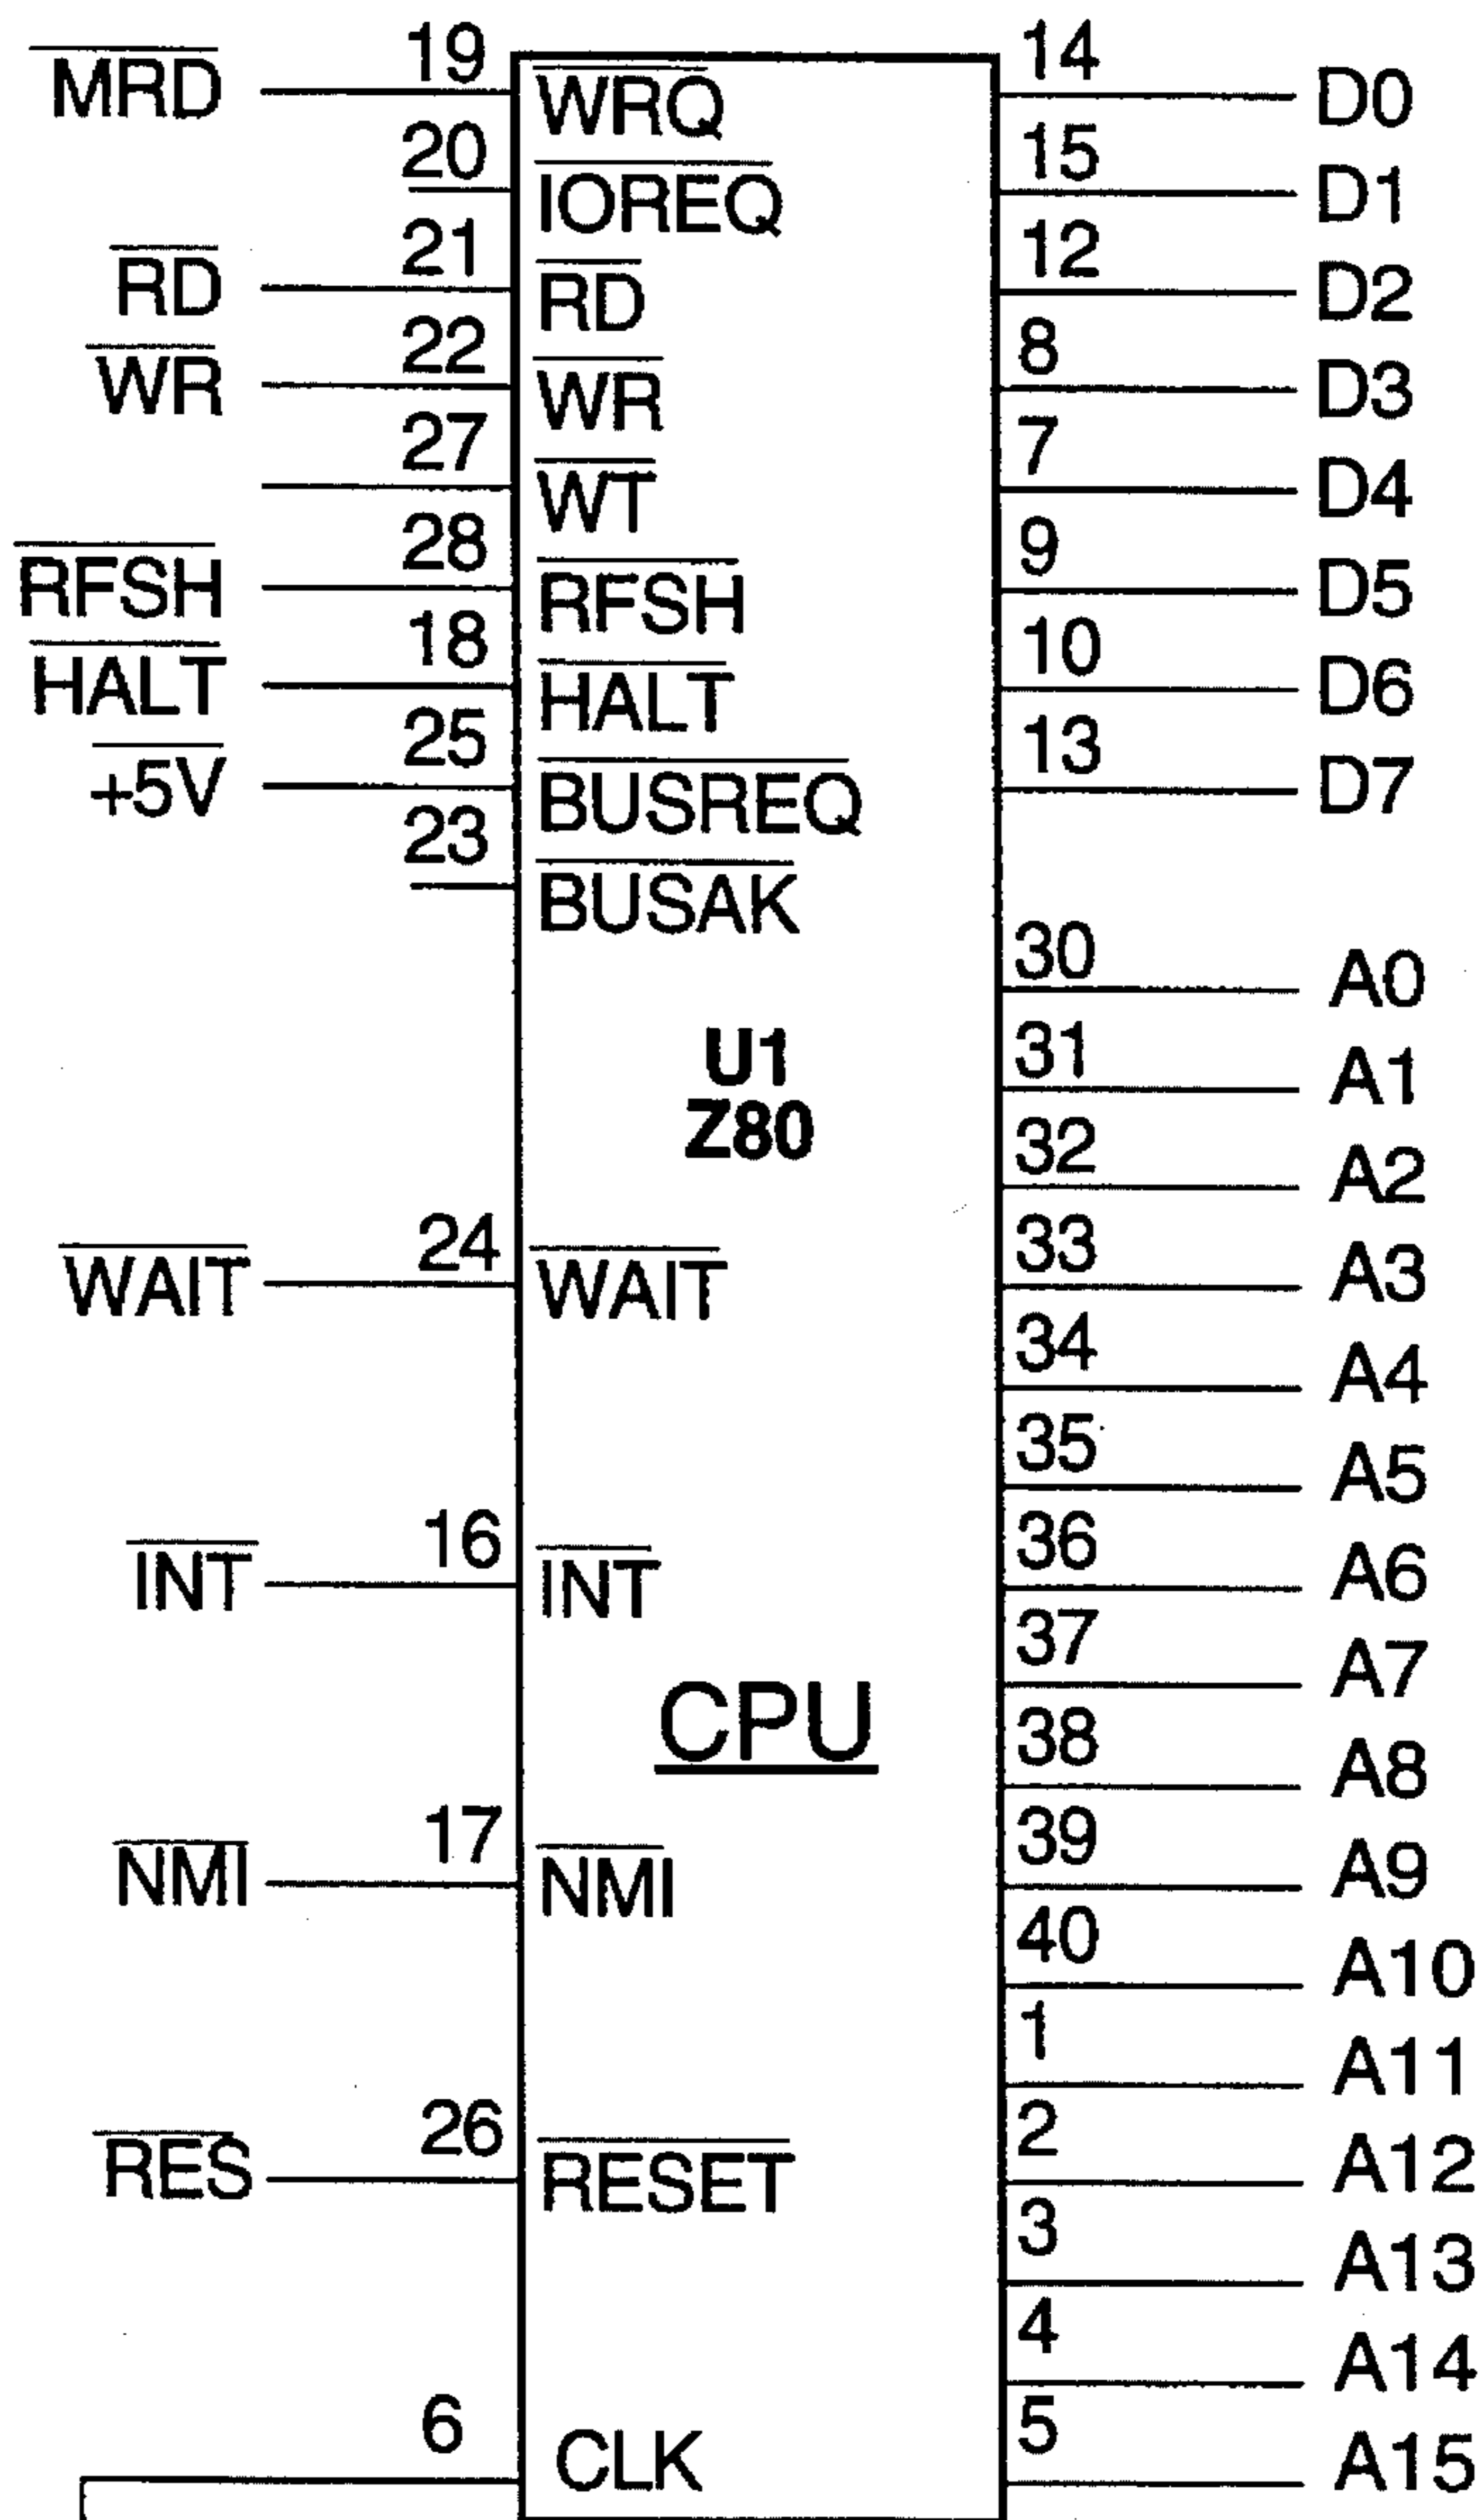 MRD 19 WRQ 14 D0
20 IOREQ 15 D1
RD 21 RD 12 D2
WR 22 WR 8 D3
27 WT 7 D4
RFSH 28 RFSH 9 D5
HALT 18 HALT 10 D6
+5V 25 BUSREQ 13 D7
23 BUSAK
30 A0
U1 31 A1
Z80 32 A2
WAIT 24 WAIT 33 A3
34 A4
35 A5
INT 16 INT 36 A6
37 A7
CPU 38 A8
NMI 17 NMI 39 A9
40 A10
1 A11
RES 26 RESET 2 A12
3 A13
4 A14
6 CLK 5 A15